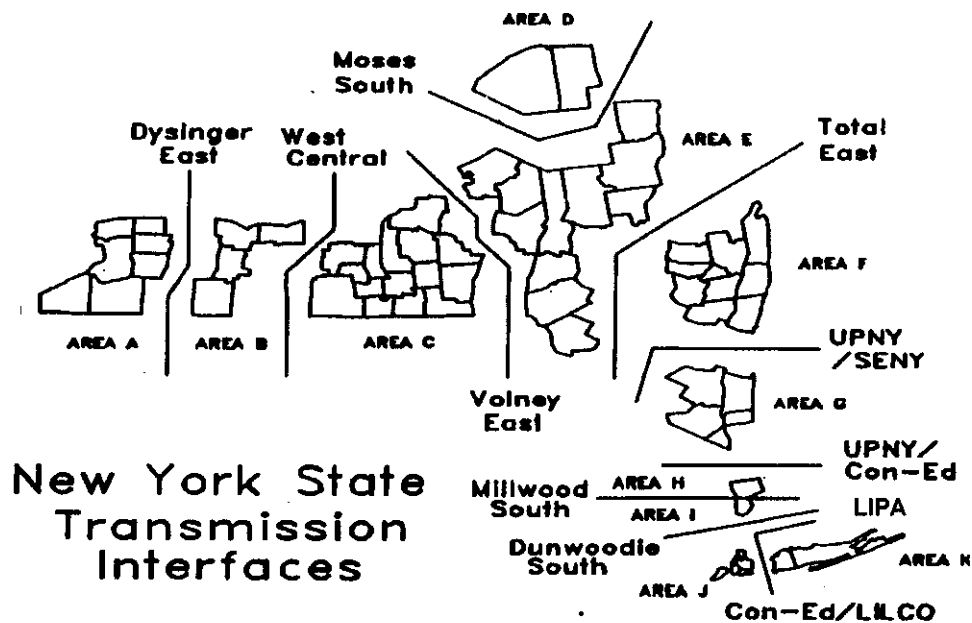 AREA D
Moses
South
Dysinger
East
West
Central
AREA E
Total
East
AREA F
AREA A
AREA B
AREA C
UPNY
/SENY
Volney
East
AREA G
UPNY/
Con-Ed
New York State
Transmission
Interfaces
Millwood
South
AREA H
AREA I
LIPA
Dunwoodie
South
AREA J
AREA K
Con-Ed/LILCO